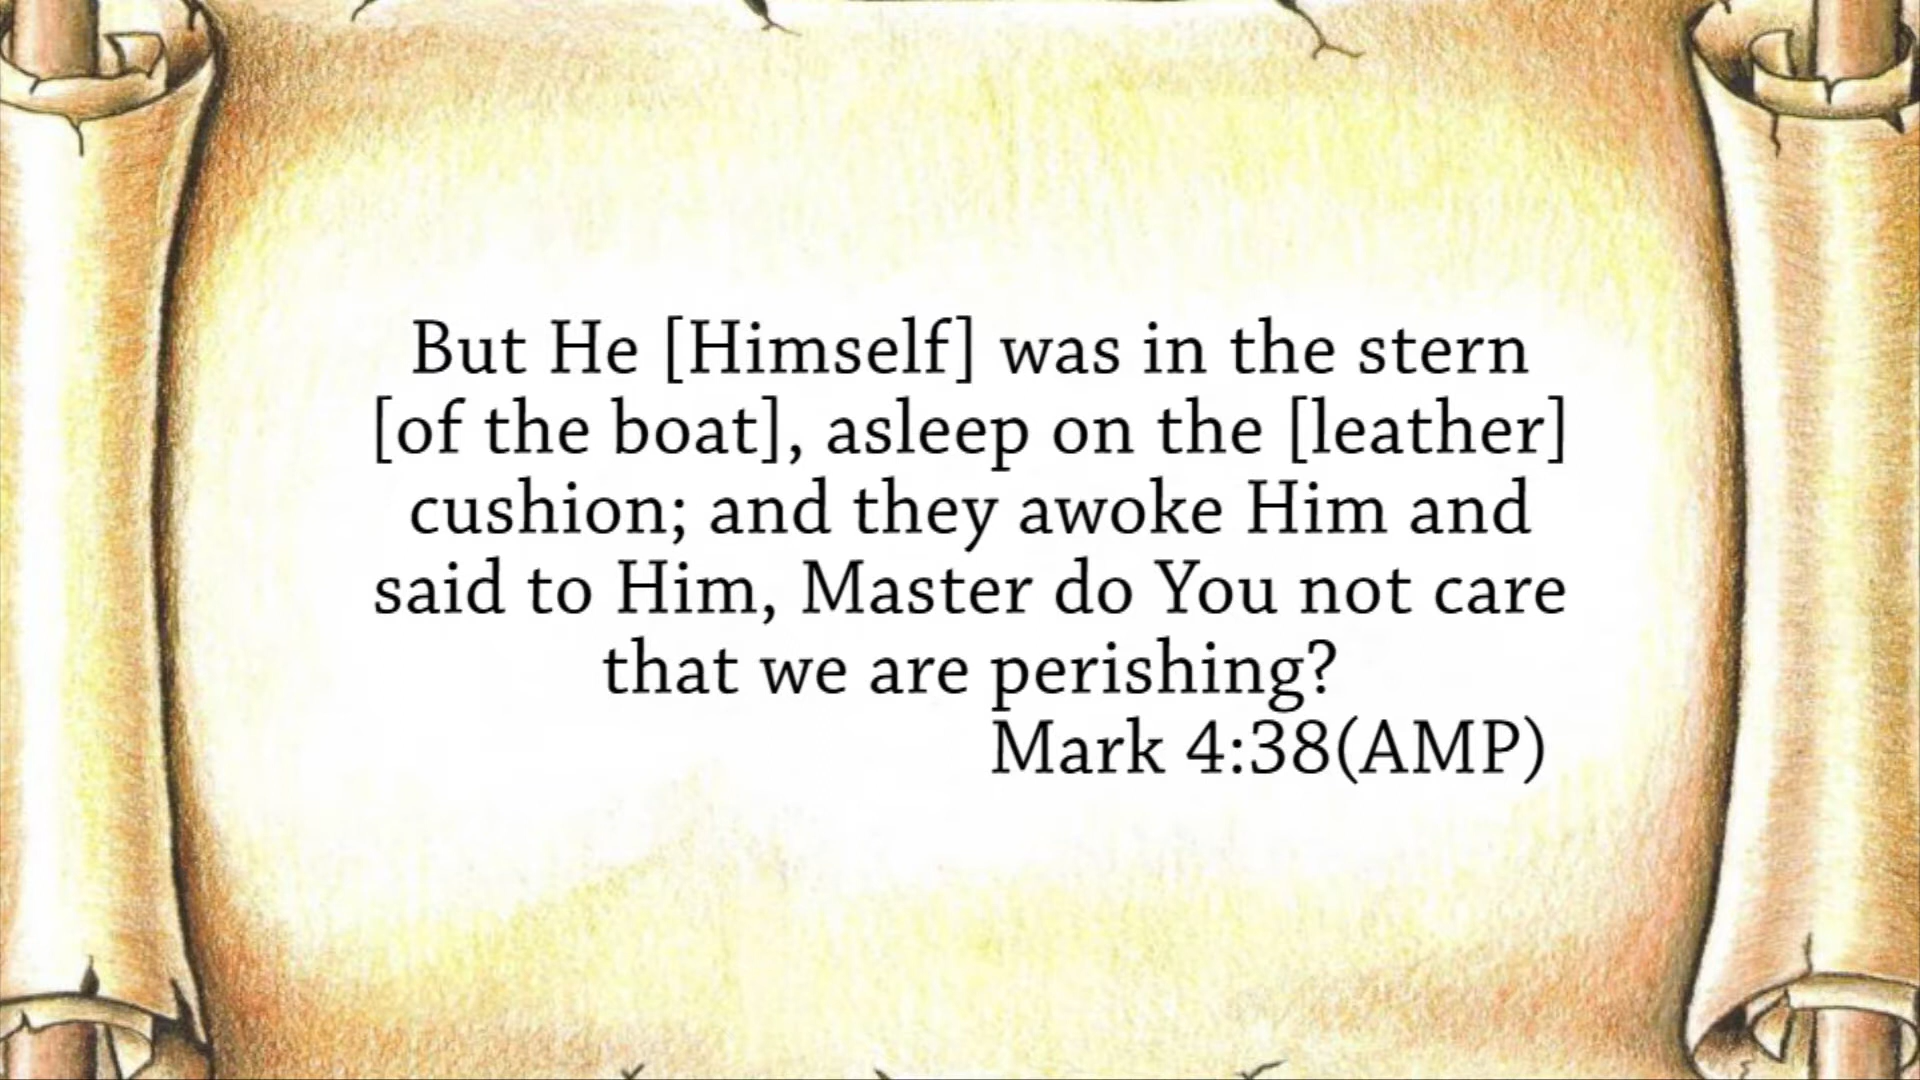 But He [Himself] was in the stern
[of the boat], asleep on the [leather]
cushion; and they awoke Him and
said to Him, Master do You not care
that we are perishing?
Mark 4:38(AMP)